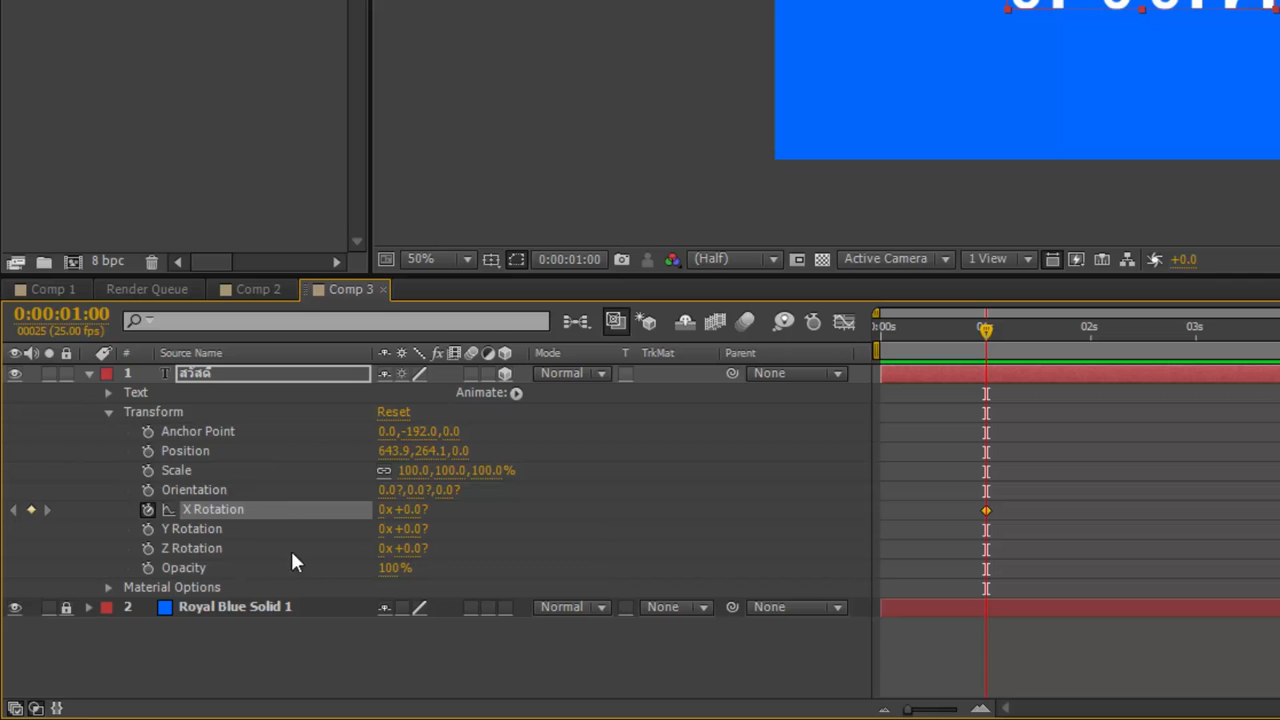 8 bpc
50%
0:00:01:00
(Half)
Active Camera
1 View
+0.0
Comp 1
Render Queue
Comp 2
Comp 3
0:00:01:00
00025 (25.00 fps)
# Source Name
fx
Mode
T TrkMat
Parent
02s
03s
1 T สวัสดี
Normal
None
Text
Animate:
Transform
Reset
Anchor Point
0.0,-192.0,0.0
Position
643.9,264.1,0.0
Scale
100.0,100.0,100.0%
Orientation
0.0?,0.0?,0.0?
X Rotation
0x+0.0?
Y Rotation
0x+0.0?
Z Rotation
0x+0.0?
Opacity
100%
Material Options
2 Royal Blue Solid 1
Normal
None
None